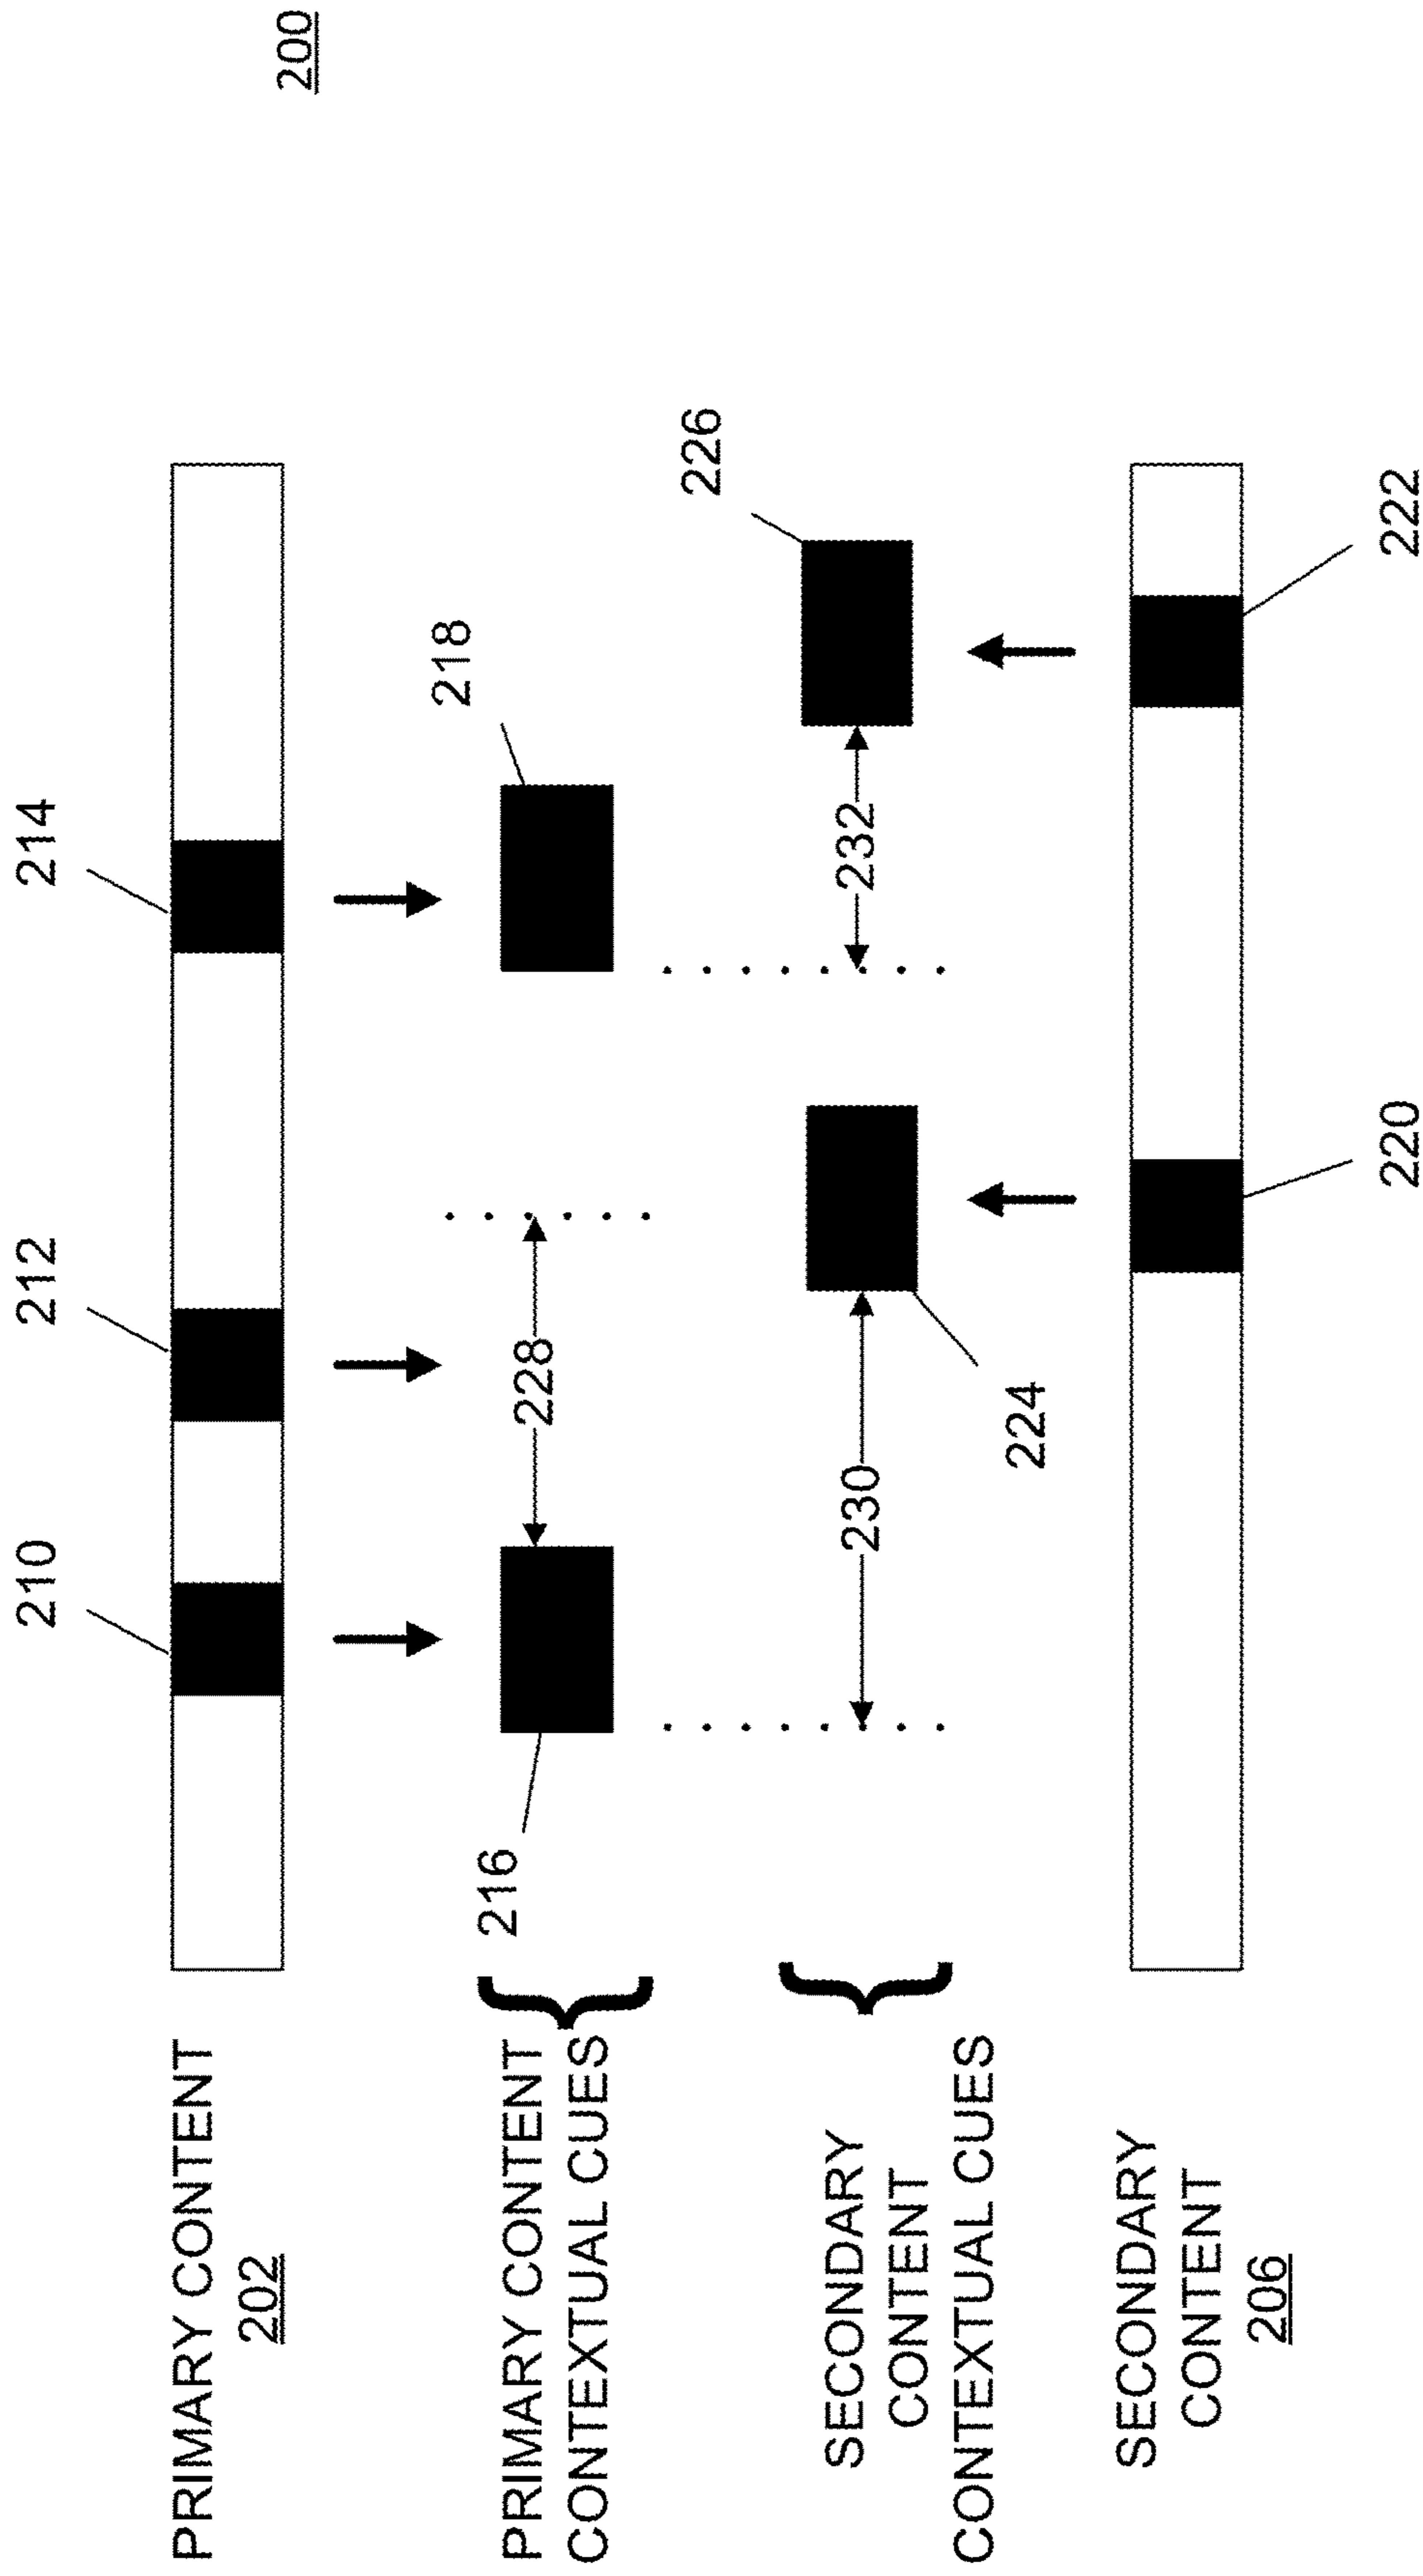 200
214
212
210
PRIMARY CONTENT
202
218
228
216
PRIMARY CONTENT
CONTEXTUAL CUES
226
232
230
224
SECONDARY
CONTENT
CONTEXTUAL CUES
SECONDARY
CONTENT
206
222
220